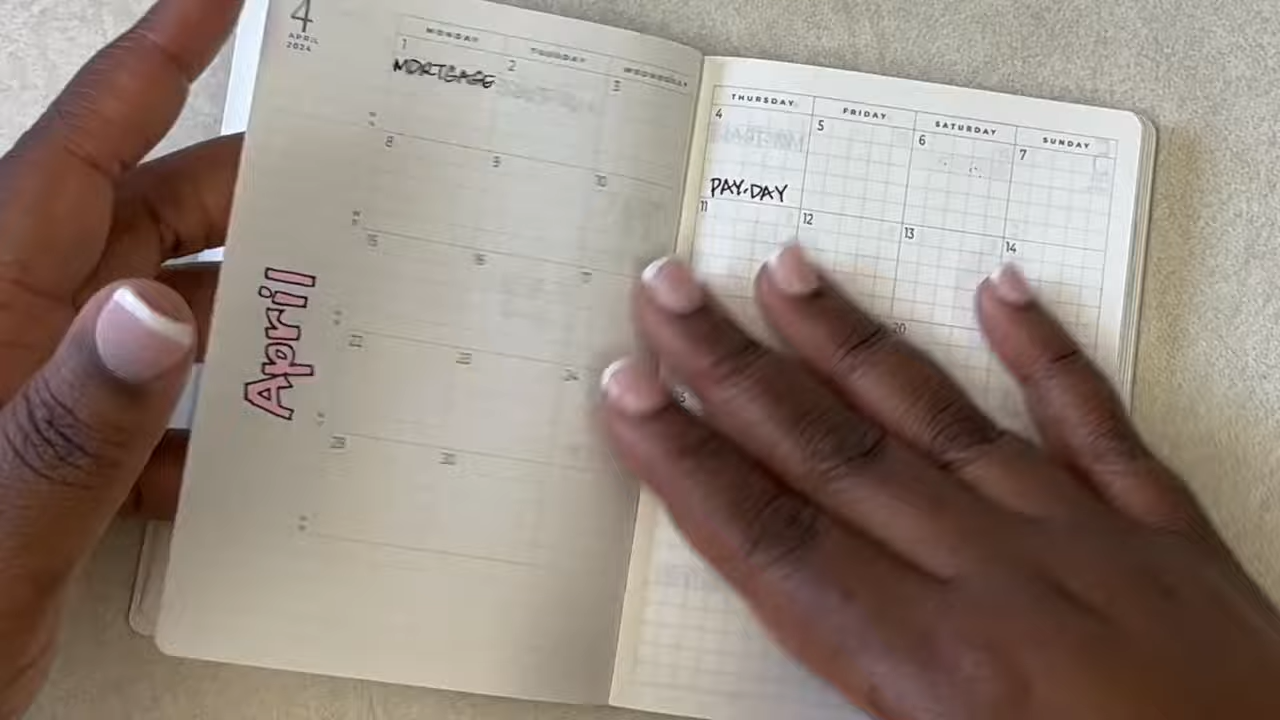 4
APRIL
2024
MONDAY TUESDAY WEDNESDAY
1 2 3
MORTGAGE
8 9 10
15 16 17
22 23 24
29 30
April
THURSDAY FRIDAY SATURDAY SUNDAY
4 5 6 7
PAY-DAY
11 12 13 14
20